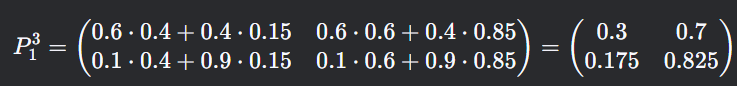 P_1^3 = \begin{pmatrix} 0.6 \cdot 0.4 + 0.4 \cdot 0.15 & 0.6 \cdot 0.6 + 0.4 \cdot 0.85 \\ 0.1 \cdot 0.4 + 0.9 \cdot 0.15 & 0.1 \cdot 0.6 + 0.9 \cdot 0.85 \end{pmatrix} = \begin{pmatrix} 0.3 & 0.7 \\ 0.175 & 0.825 \end{pmatrix}